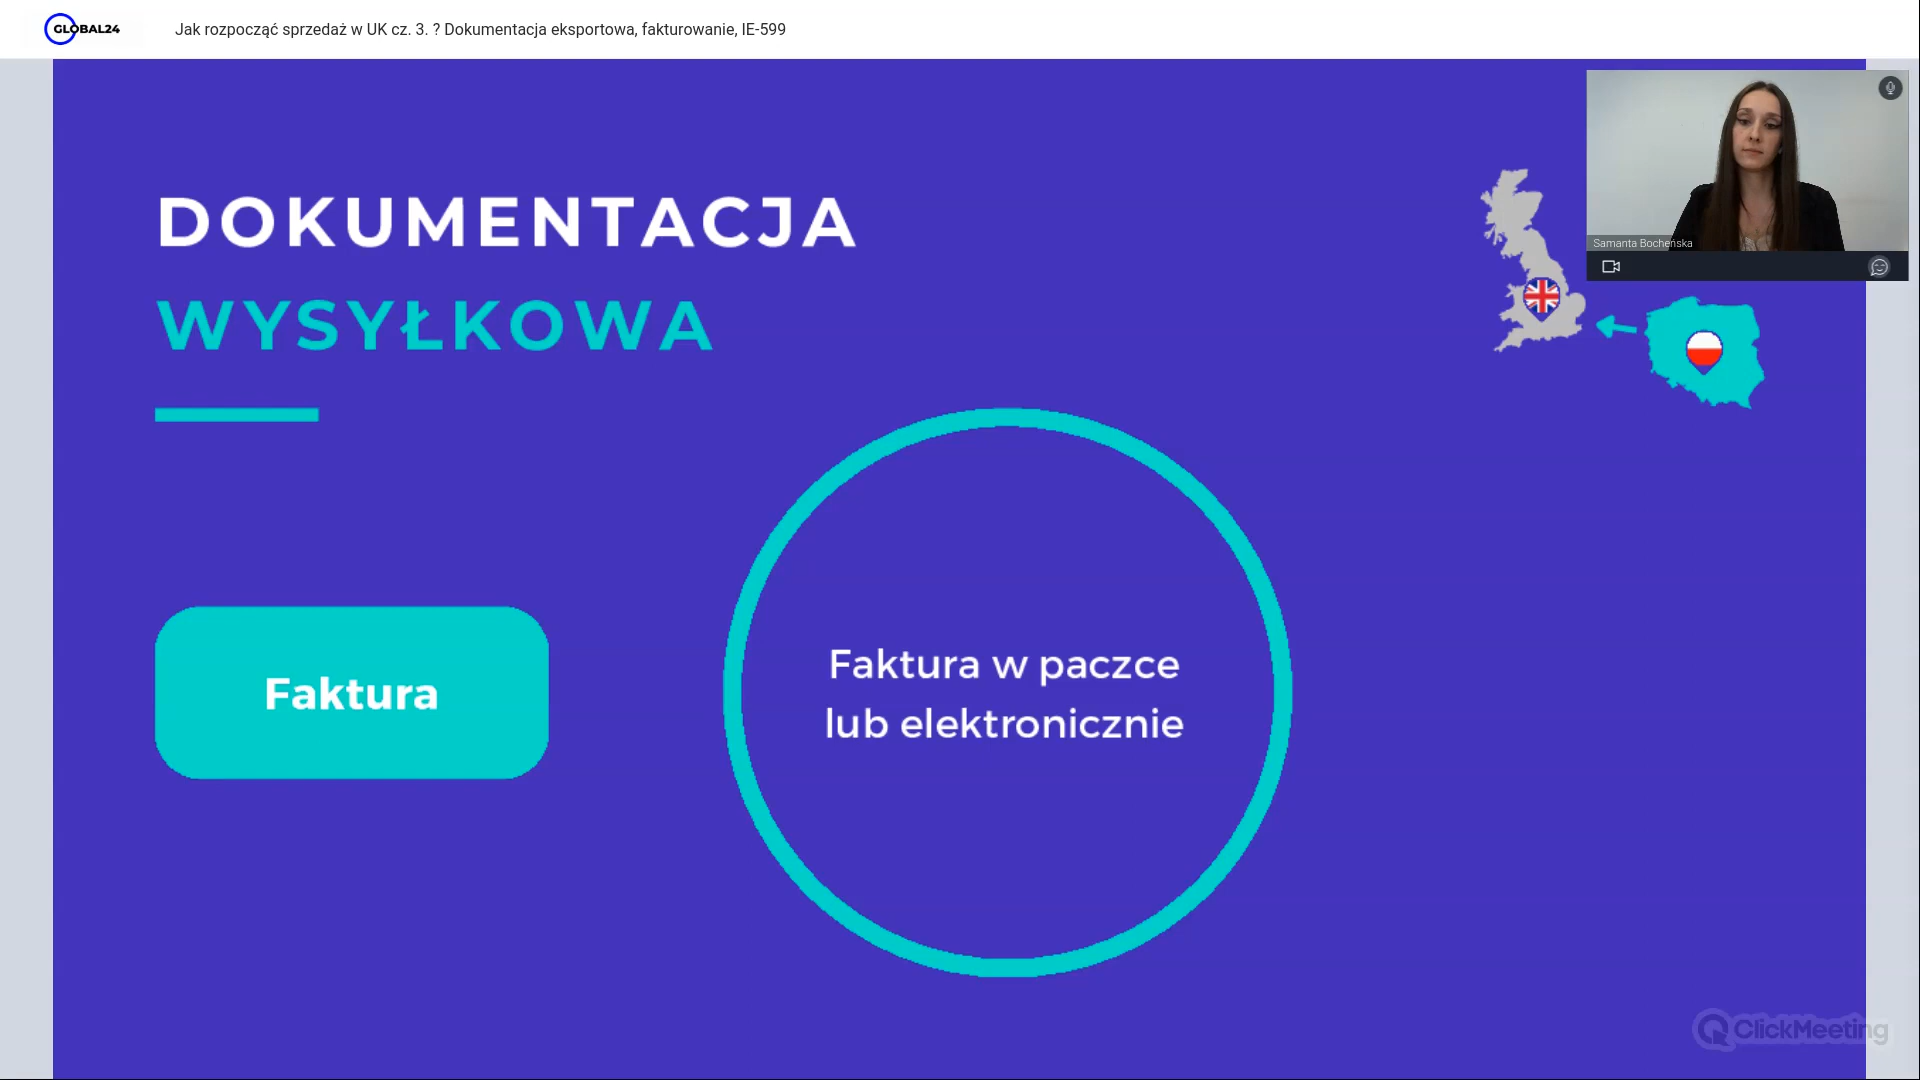 GLOBAL24
Jak rozpocząć sprzedaż w UK cz. 3. ? Dokumentacja eksportowa, fakturowanie, IE-599
Samanta Bocheńska
DOKUMENTACJA
WYSYŁKOWA
Faktura
Faktura w paczce
lub elektronicznie
ClickMeeting